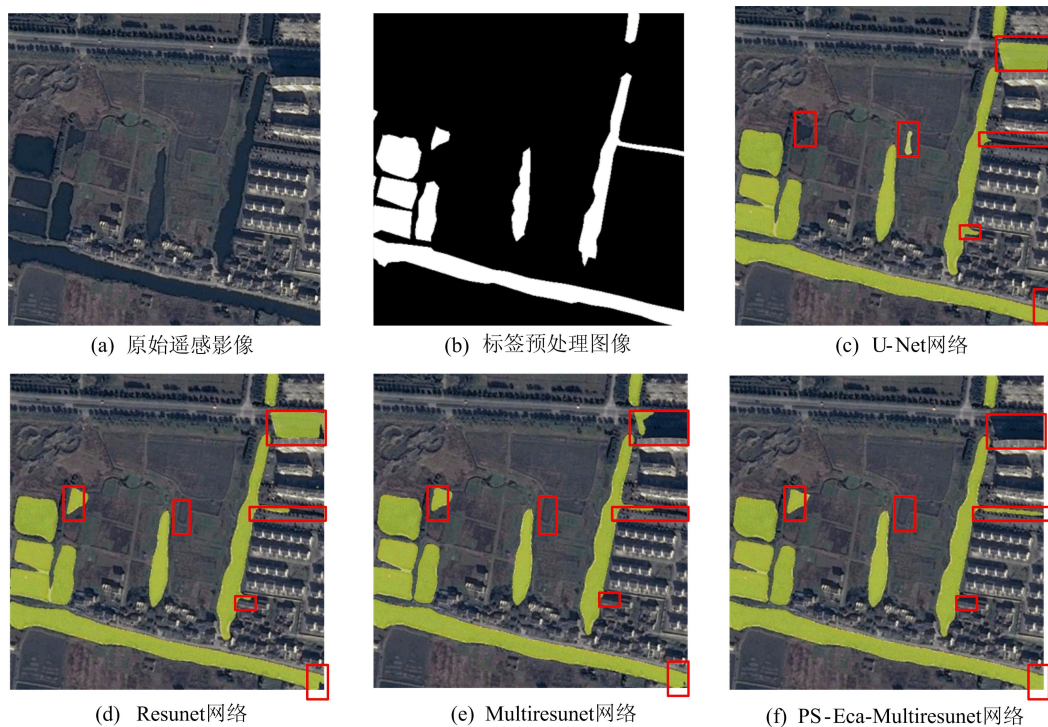 (a) 原始遥感影像
(b) 标签预处理图像
(c) U-Net网络
(d) Resunet网络
(e) Multiresunet网络
(f) PS-Eca-Multiresunet网络